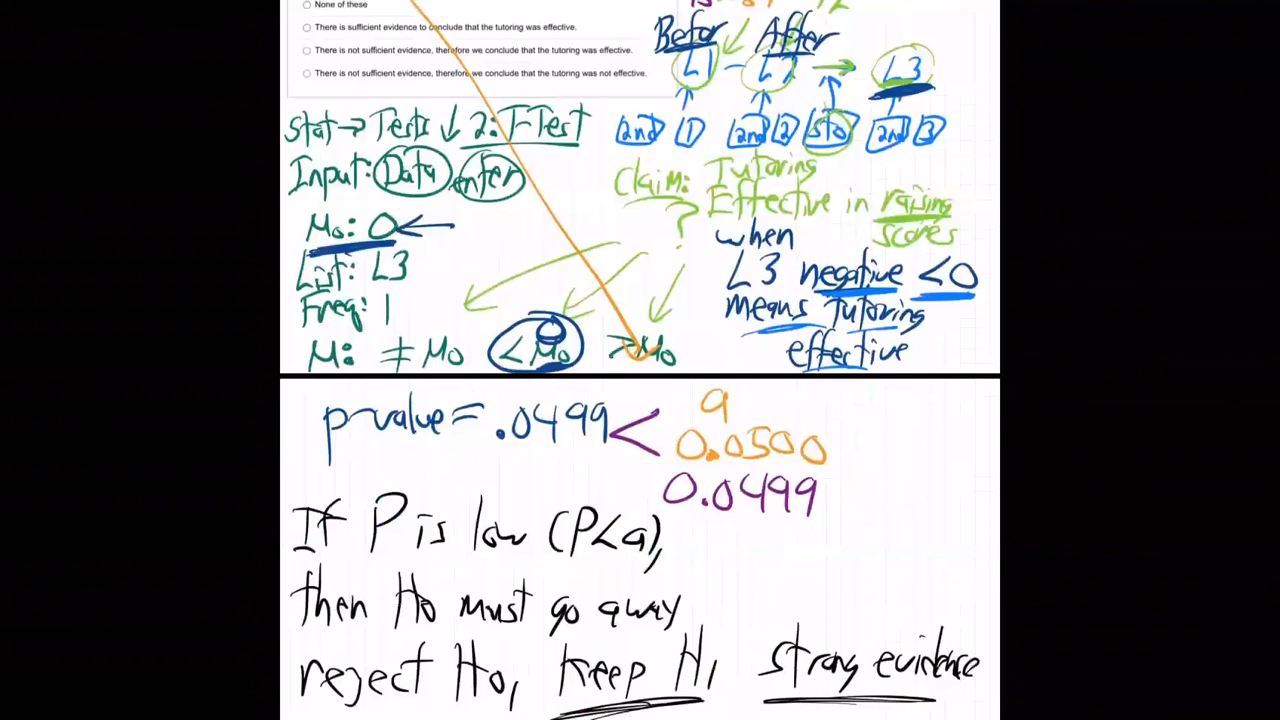 None of these
There is sufficient evidence to conclude that the tutoring was effective.
There is not sufficient evidence, therefore we conclude that the tutoring was effective.
There is not sufficient evidence, therefore we conclude that the tutoring was not effective.
Befor After
L1 - L2 → L3
2nd 1 2nd 2 sto 2nd 3
Stat → Tests ↓ 2: T-Test
Input: Data enter
μ0: 0
List: L3
Freq: 1
μ: ≠ μ0 < μ0 > μ0
Claim: Tutoring
Effective in raising
scores
?
when
L3 negative < 0
means Tutoring
effective
p-value = .0499 <
9
0.0500
0.0499
If P is low (P<a),
then Ho must go away
reject Ho, Keep H1 strong evidence